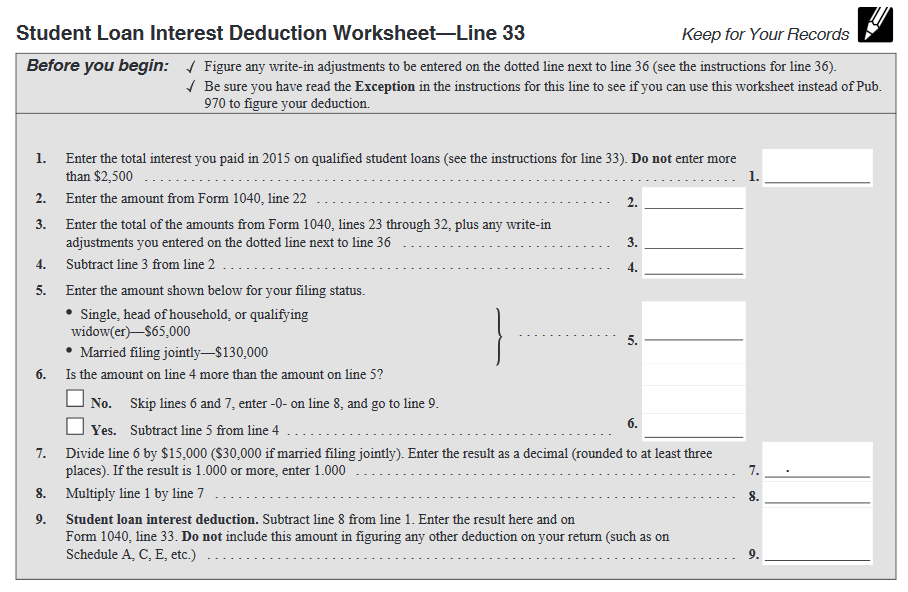 Student Loan Interest Deduction Worksheet—Line 33
Keep for Your Records
Before you begin:
✓ Figure any write-in adjustments to be entered on the dotted line next to line 36 (see the instructions for line 36).
✓ Be sure you have read the Exception in the instructions for this line to see if you can use this worksheet instead of Pub.
970 to figure your deduction.
1. Enter the total interest you paid in 2015 on qualified student loans (see the instructions for line 33). Do not enter more
than $2,500 . . . . . . . . . . 1.
2. Enter the amount from Form 1040, line 22 . . . . . . . . . . 2.
3. Enter the total of the amounts from Form 1040, lines 23 through 32, plus any write-in
adjustments you entered on the dotted line next to line 36 . . . . . . . . . . 3.
4. Subtract line 3 from line 2 . . . . . . . . . . 4.
5. Enter the amount shown below for your filing status.
• Single, head of household, or qualifying
widow(er)—$65,000
• Married filing jointly—$130,000
} . . . . . . . . . . 5.
6. Is the amount on line 4 more than the amount on line 5?
No. Skip lines 6 and 7, enter -0- on line 8, and go to line 9.
Yes. Subtract line 5 from line 4 . . . . . . . . . . 6.
7. Divide line 6 by $15,000 ($30,000 if married filing jointly). Enter the result as a decimal (rounded to at least three
places). If the result is 1.000 or more, enter 1.000 . . . . . . . . . . 7. .
8. Multiply line 1 by line 7 . . . . . . . . . . 8.
9. Student loan interest deduction. Subtract line 8 from line 1. Enter the result here and on
Form 1040, line 33. Do not include this amount in figuring any other deduction on your return (such as on
Schedule A, C, E, etc.) . . . . . . . . . . 9.